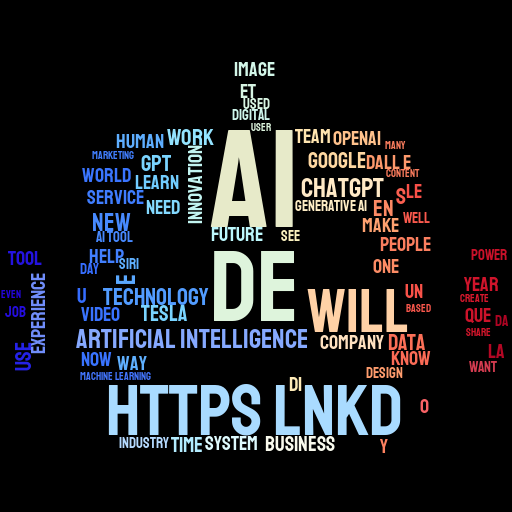 IMAGE
ET
USED
DIGITAL
USER
HUMAN WORK TEAM OPENAI
MANY
MARKETING GPT INNOVATION AI GOOGLE DALL E
CONTENT
WORLD LEARN CHATGPT S LE
SERVICE NEED GENERATIVE AI EN
NEW MAKE WELL
AI TOOL FUTURE SEE PEOPLE
TOOL HELP SIRI DE ONE POWER
DAY E
EXPERIENCE YEAR
EVEN U TECHNOLOGY WILL UN CREATE
JOB VIDEO TESLA BASED QUE DA
SHARE
USE ARTIFICIAL INTELLIGENCE COMPANY DATA LA
NOW WAY KNOW WANT
MACHINE LEARNING DESIGN
DI
HTTPS LNKD O
INDUSTRY TIME SYSTEM BUSINESS Y